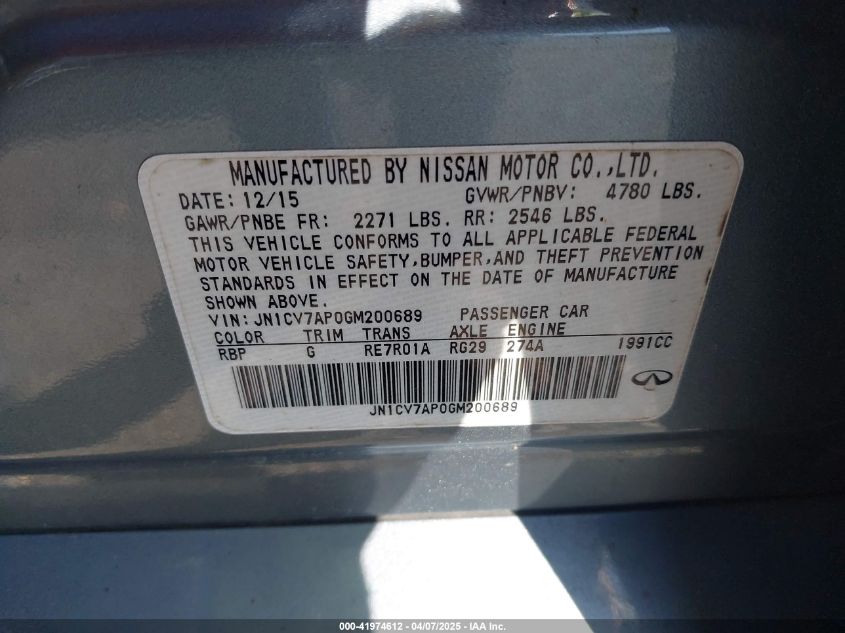 MANUFACTURED BY NISSAN MOTOR CO.,LTD.
DATE: 12/15 GVWR/PNBV: 4780 LBS.
GAWR/PNBE FR: 2271 LBS. RR: 2546 LBS.
THIS VEHICLE CONFORMS TO ALL APPLICABLE FEDERAL
MOTOR VEHICLE SAFETY,BUMPER,AND THEFT PREVENTION
STANDARDS IN EFFECT ON THE DATE OF MANUFACTURE
SHOWN ABOVE.
VIN: JN1CV7AP0GM200689 PASSENGER CAR
COLOR TRIM TRANS AXLE ENGINE
RBP G RE7R01A RG29 274A 1991CC
JN1CV7AP0GM200689
000-41974612 - 04/07/2025 - IAA Inc.